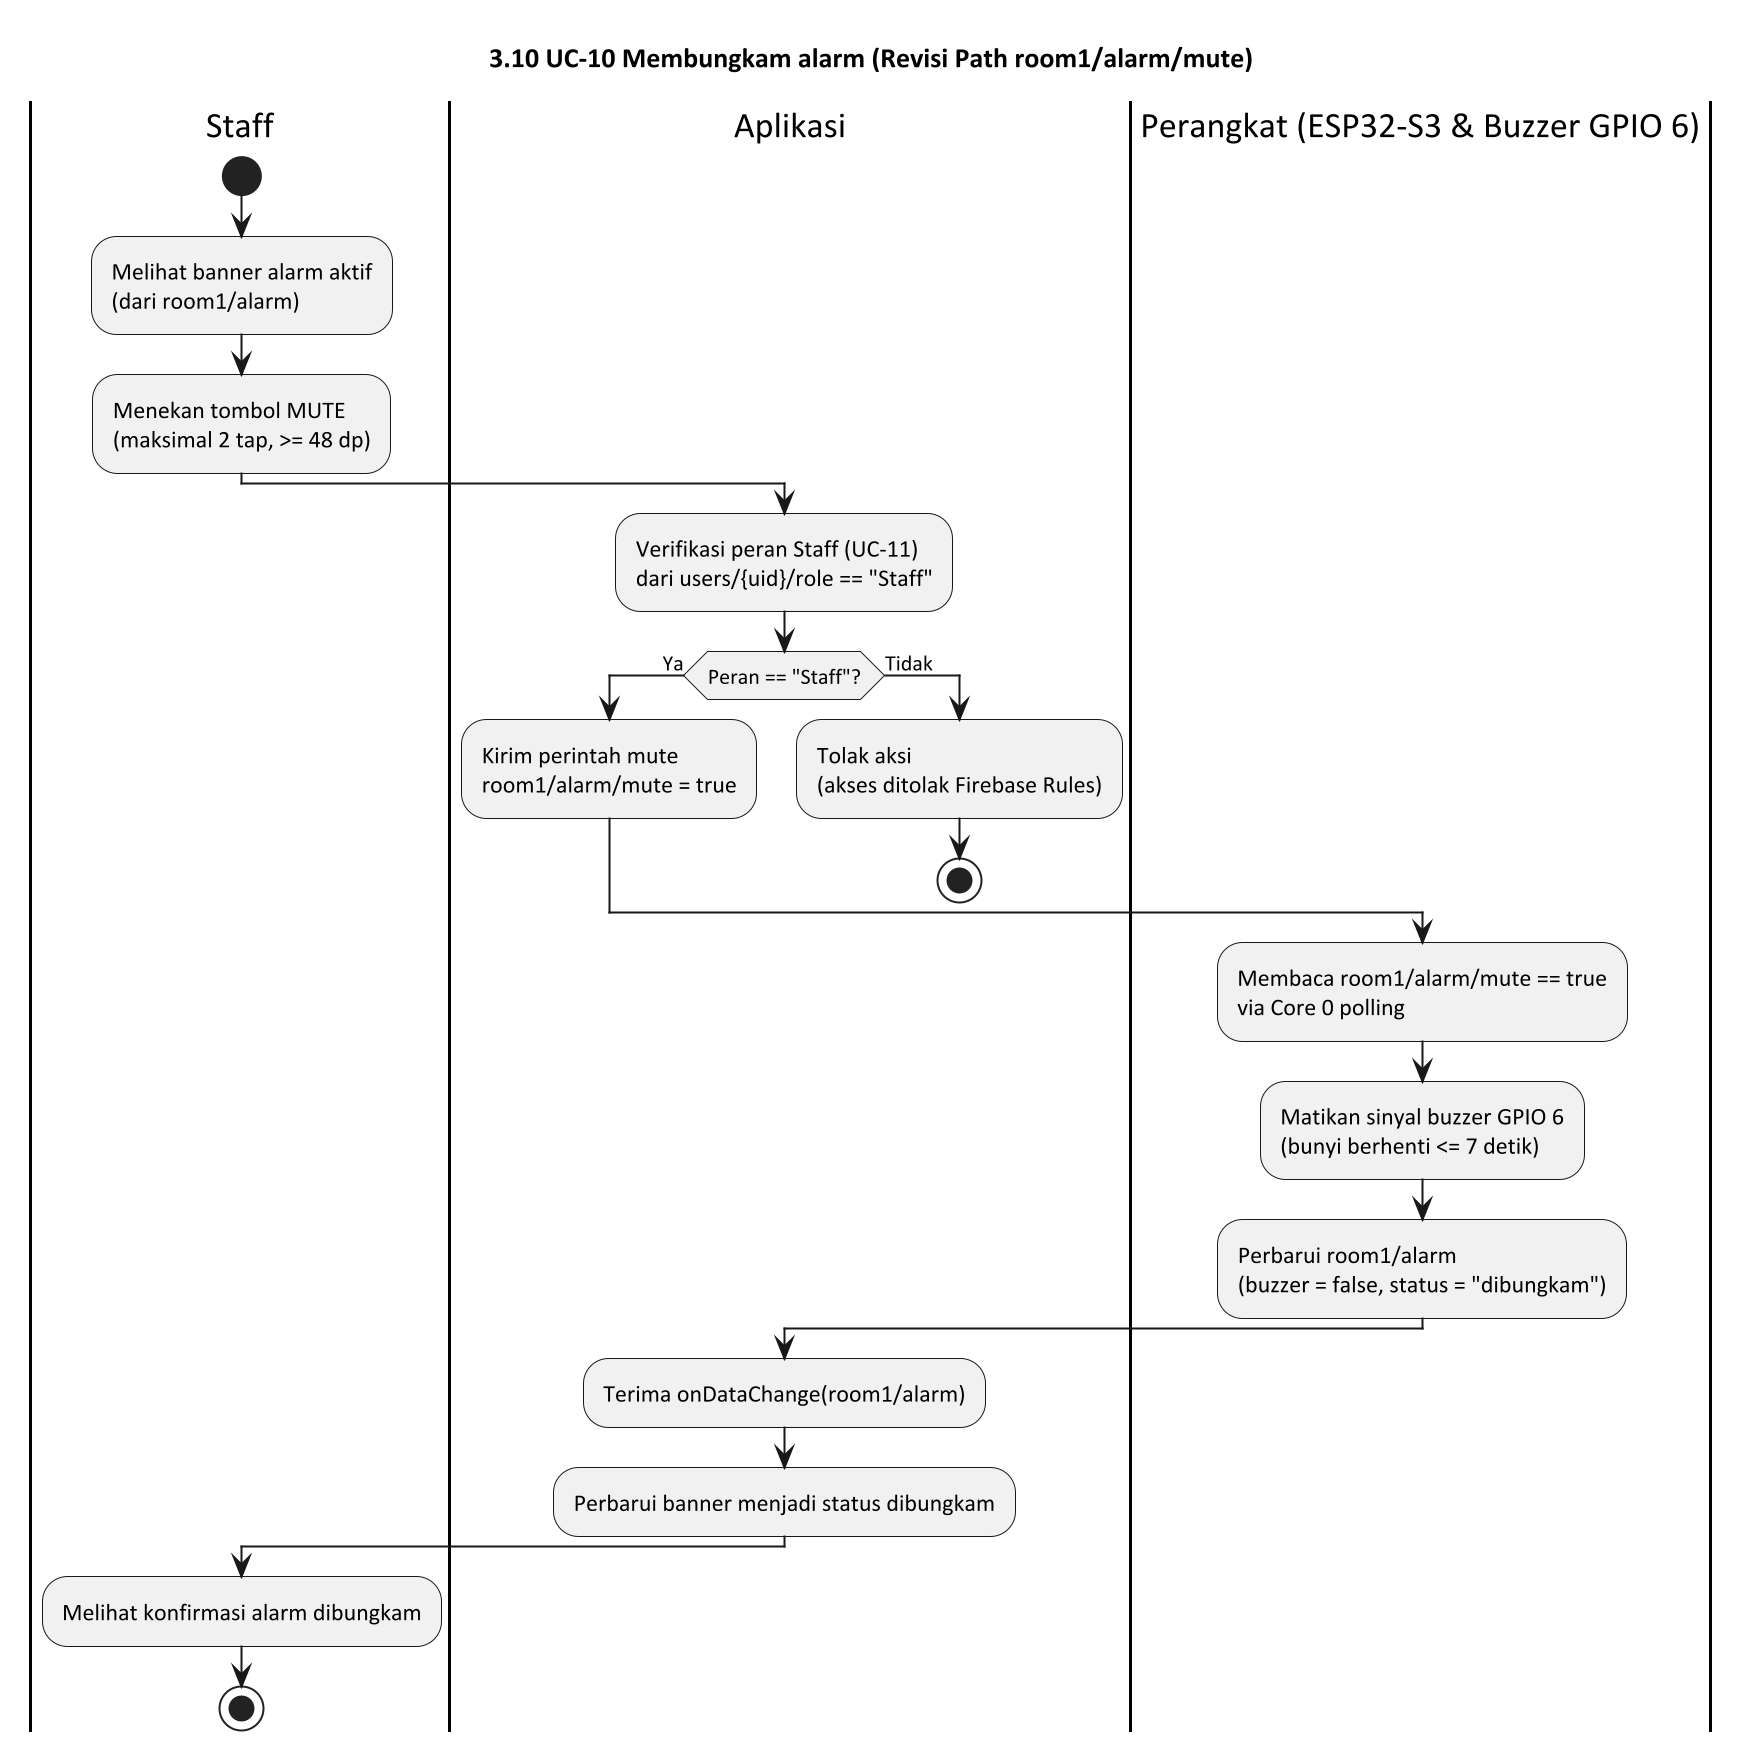 3.10 UC-10 Membungkam alarm (Revisi Path room1/alarm/mute)
Staff
Aplikasi
Perangkat (ESP32-S3 & Buzzer GPIO 6)
Melihat banner alarm aktif
(dari room1/alarm)
Menekan tombol MUTE
(maksimal 2 tap, >= 48 dp)
Verifikasi peran Staff (UC-11)
dari users/{uid}/role == "Staff"
Ya
Peran == "Staff"?
Tidak
Kirim perintah mute
room1/alarm/mute = true
Tolak aksi
(akses ditolak Firebase Rules)
Membaca room1/alarm/mute == true
via Core 0 polling
Matikan sinyal buzzer GPIO 6
(bunyi berhenti <= 7 detik)
Perbarui room1/alarm
(buzzer = false, status = "dibungkam")
Terima onDataChange(room1/alarm)
Perbarui banner menjadi status dibungkam
Melihat konfirmasi alarm dibungkam